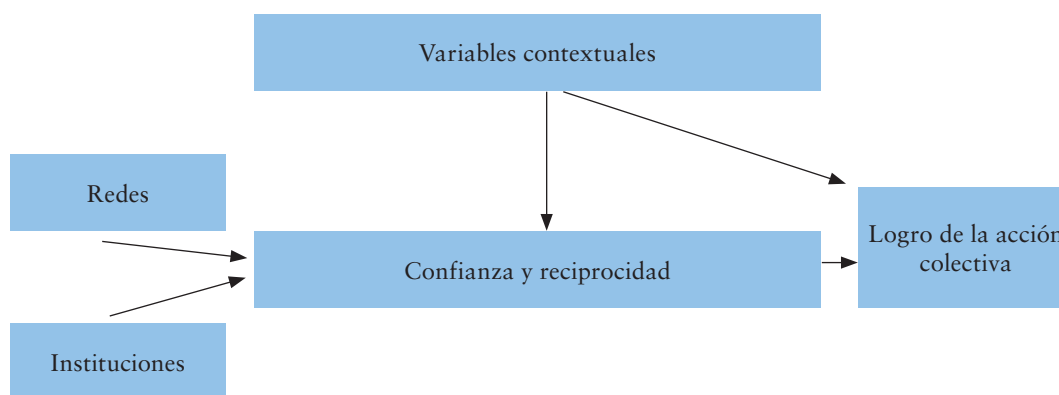 Variables contextuales
Redes
Confianza y reciprocidad
Logro de la acción
colectiva
Instituciones